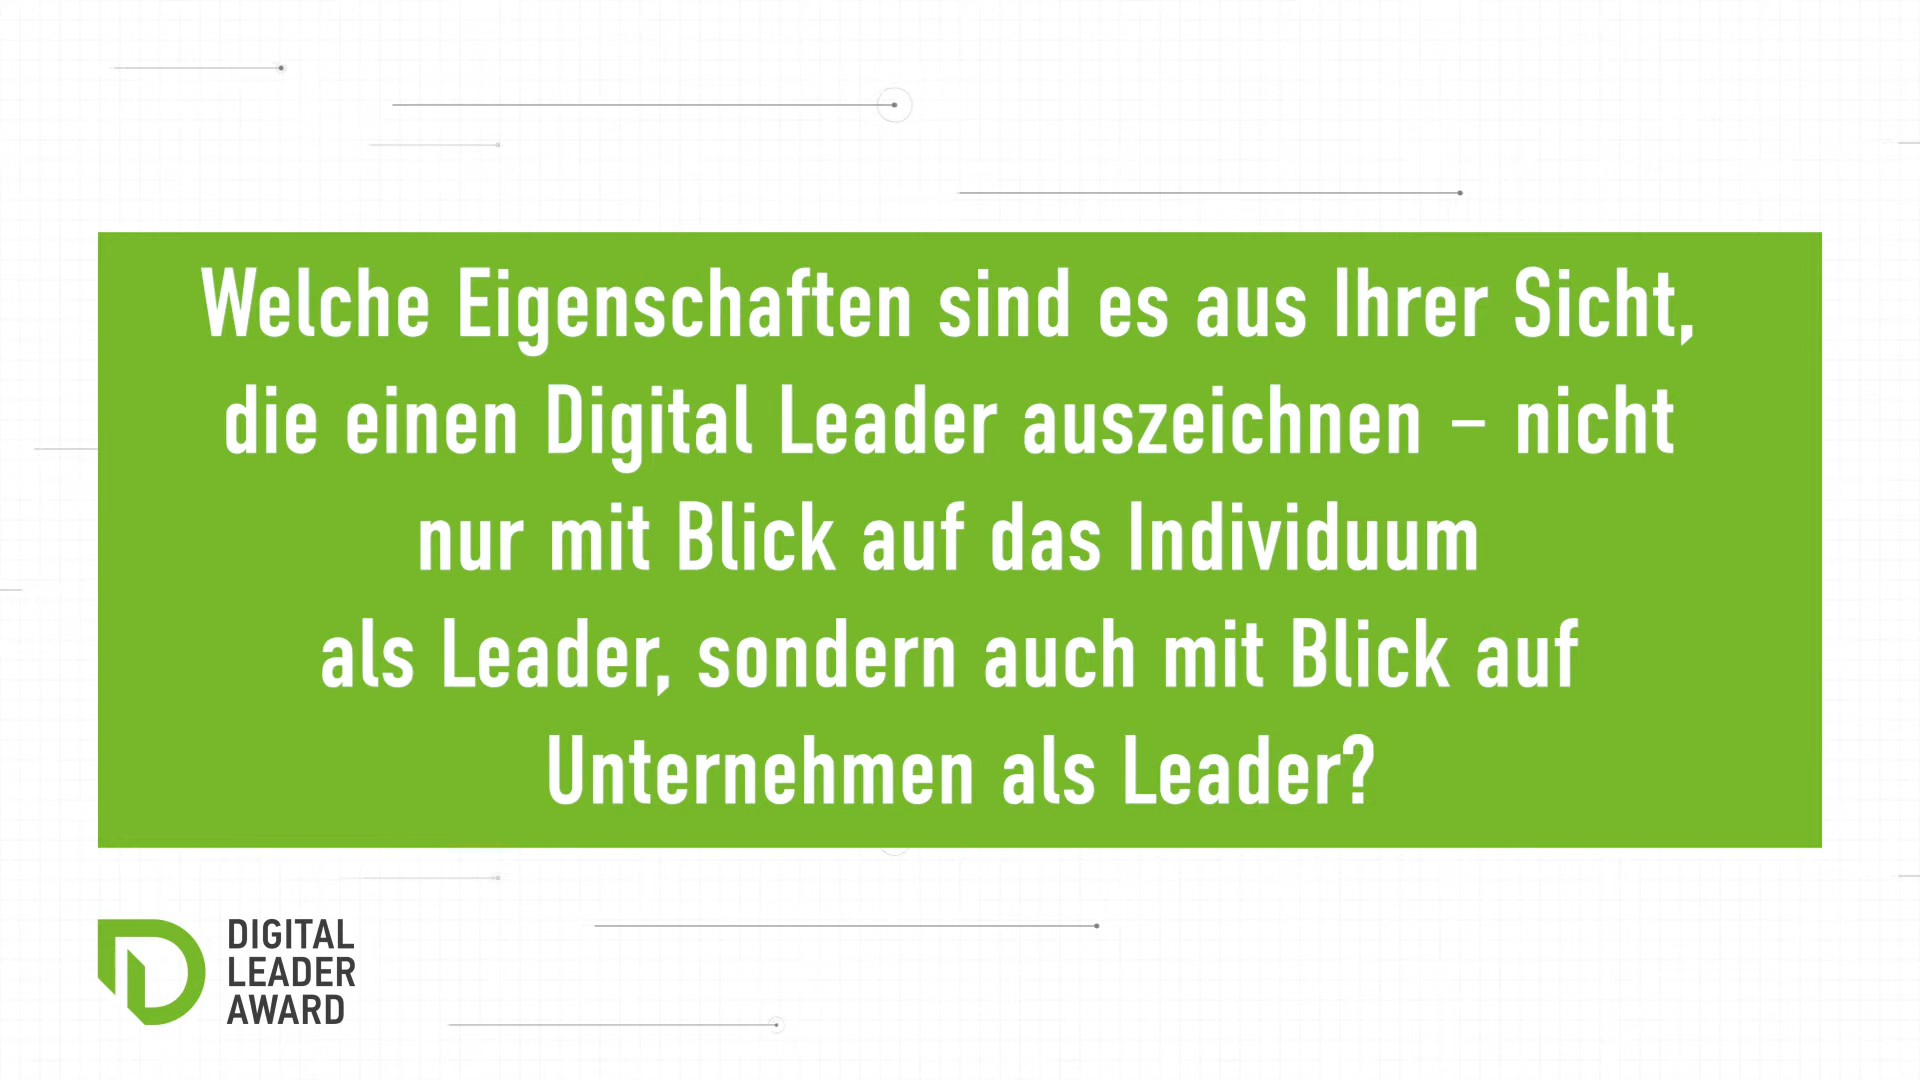 Welche Eigenschaften sind es aus Ihrer Sicht,
die einen Digital Leader auszeichnen – nicht
nur mit Blick auf das Individuum
als Leader, sondern auch mit Blick auf
Unternehmen als Leader?
DIGITAL
LEADER
AWARD